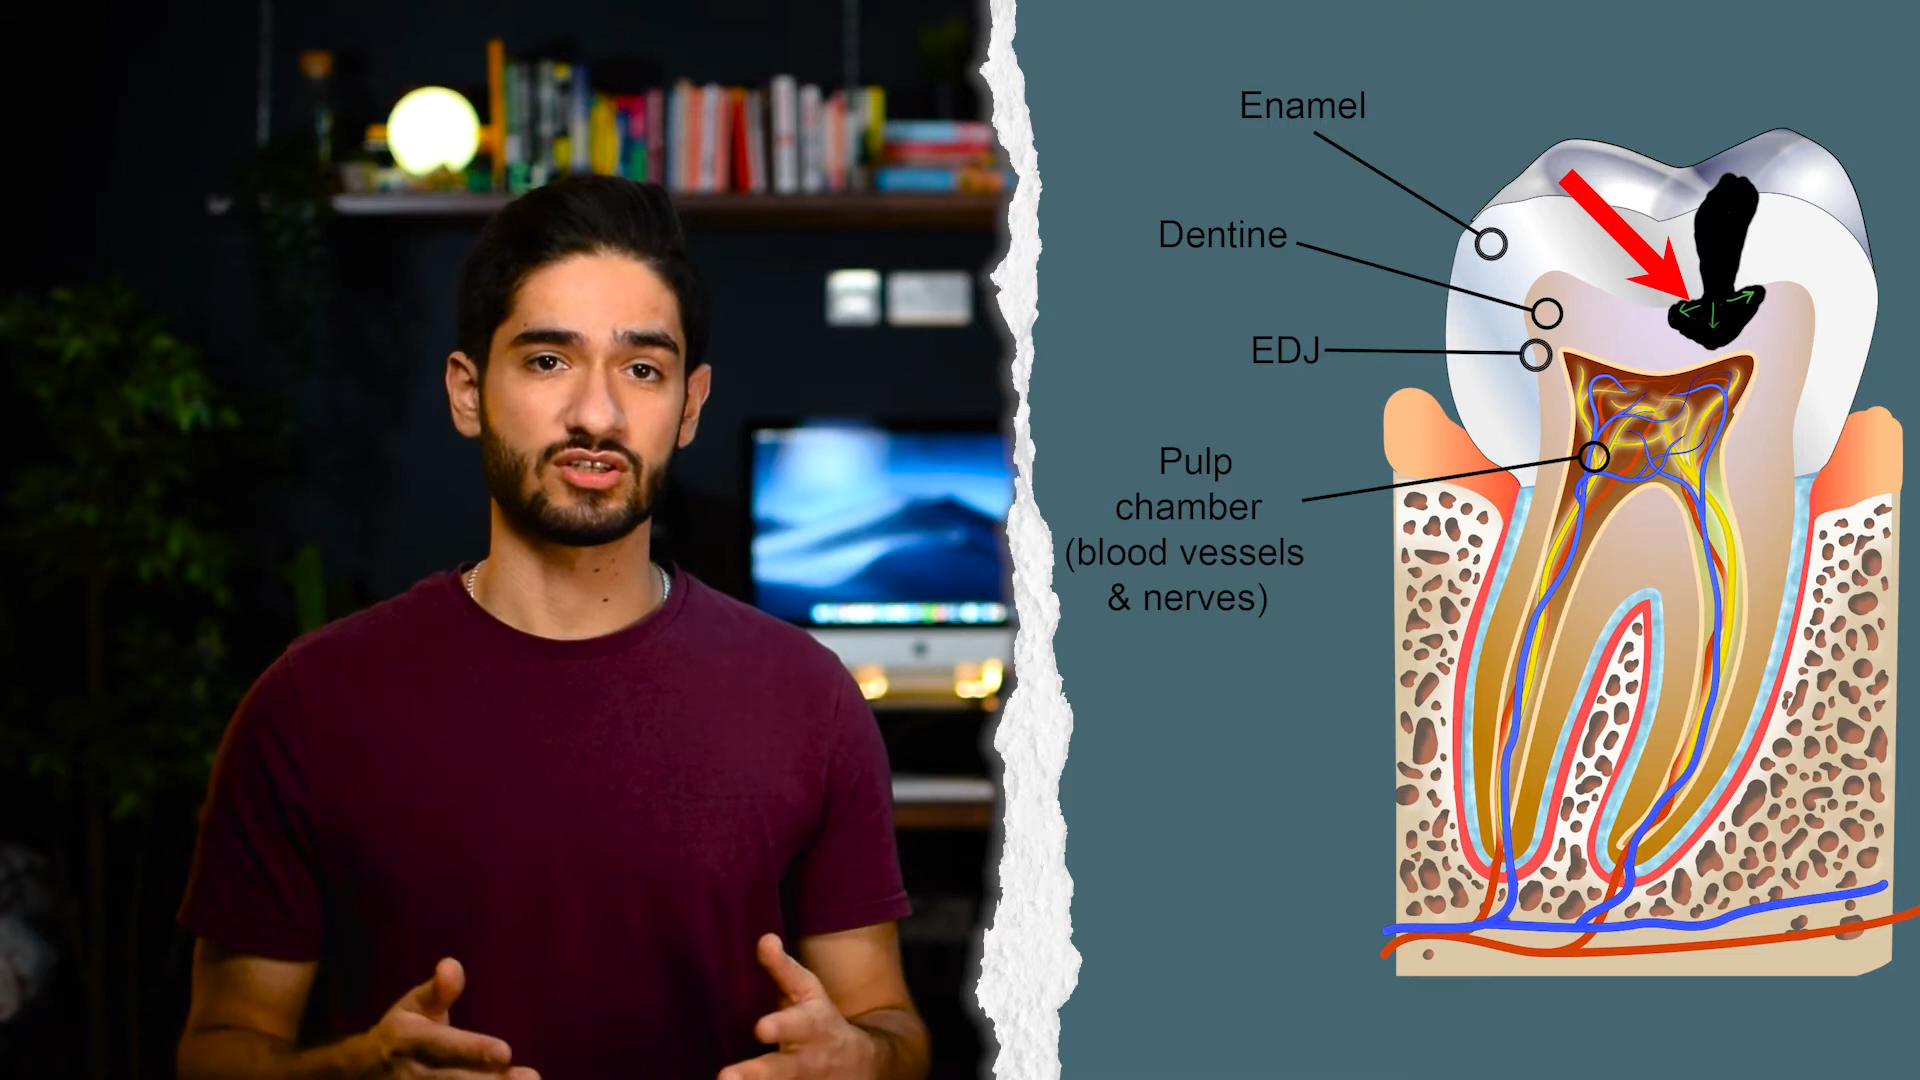 Enamel
Dentine
EDJ
Pulp
chamber
(blood vessels
& nerves)